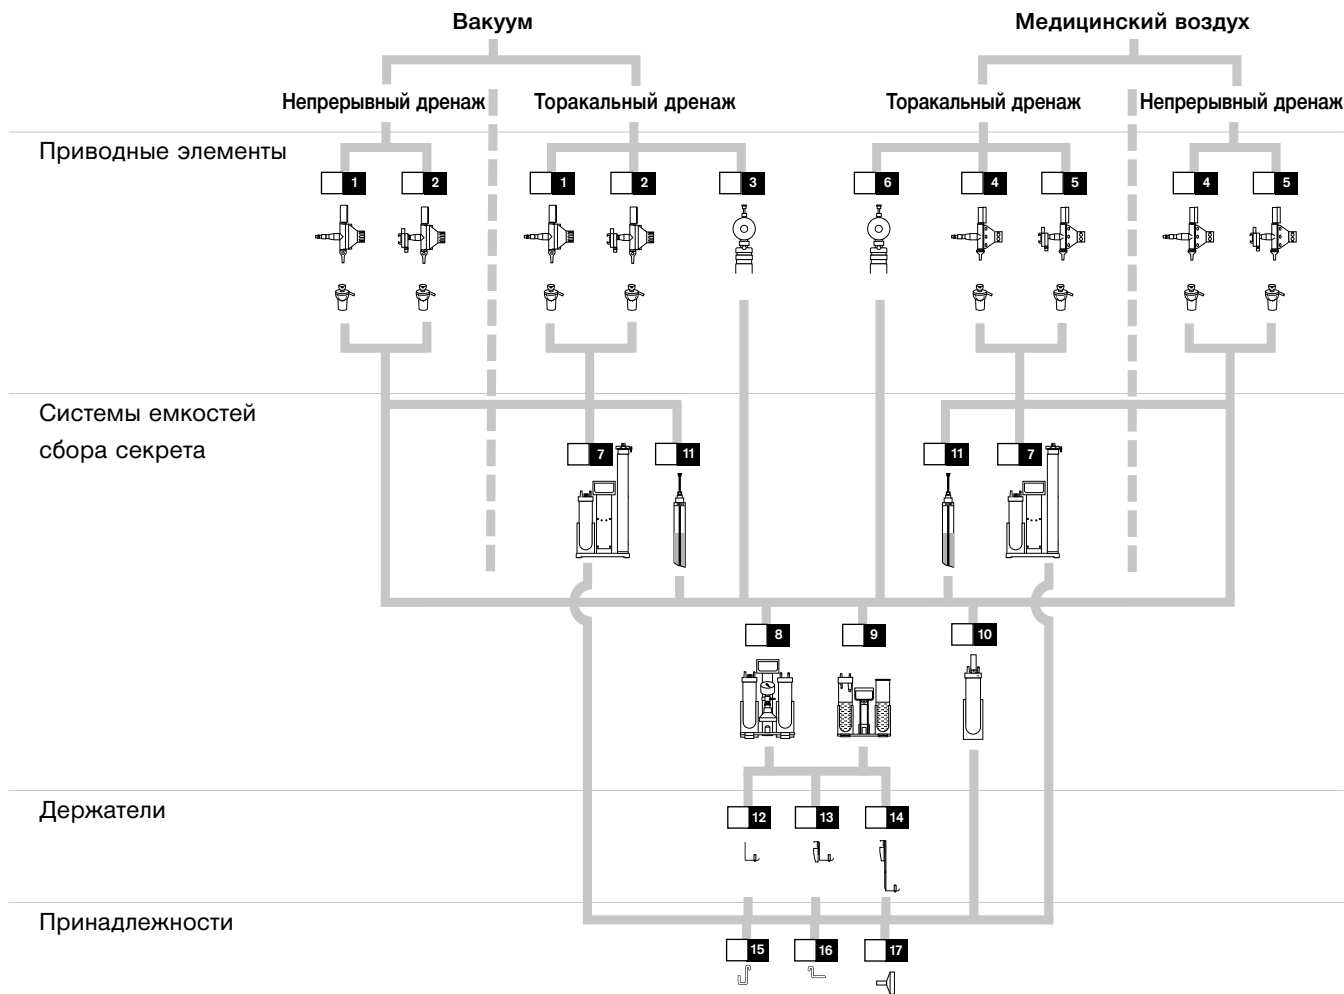 Вакуум
Медицинский воздух
Непрерывный дренаж
Торакальный дренаж
Торакальный дренаж
Непрерывный дренаж
Приводные элементы
1
2
1
2
3
6
4
5
4
5
Системы емкостей
сбора секрета
7
11
11
7
8
9
10
Держатели
12
13
14
Принадлежности
15
16
17